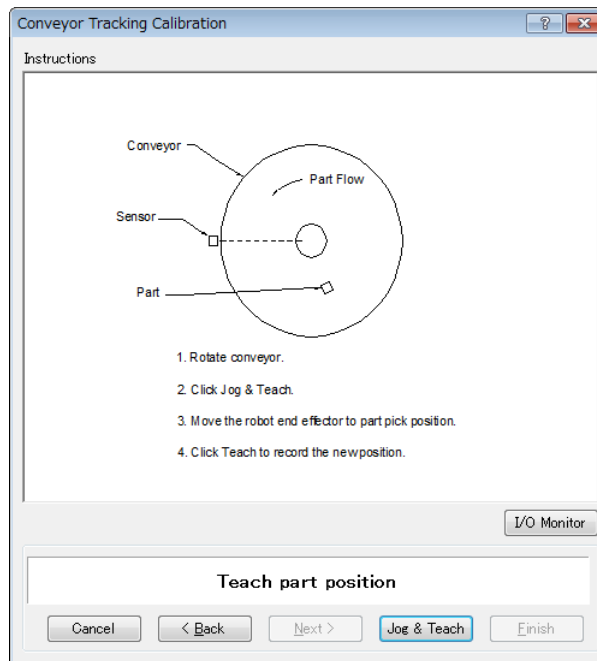 Conveyor Tracking Calibration
Instructions
Conveyor
Part Flow
Sensor
Part
1. Rotate conveyor.
2. Click Jog & Teach.
3. Move the robot end effector to part pick position.
4. Click Teach to record the newposition.
I/O Monitor
Teach part position
Cancel
< Back
Next >
Jog & Teach
Finish